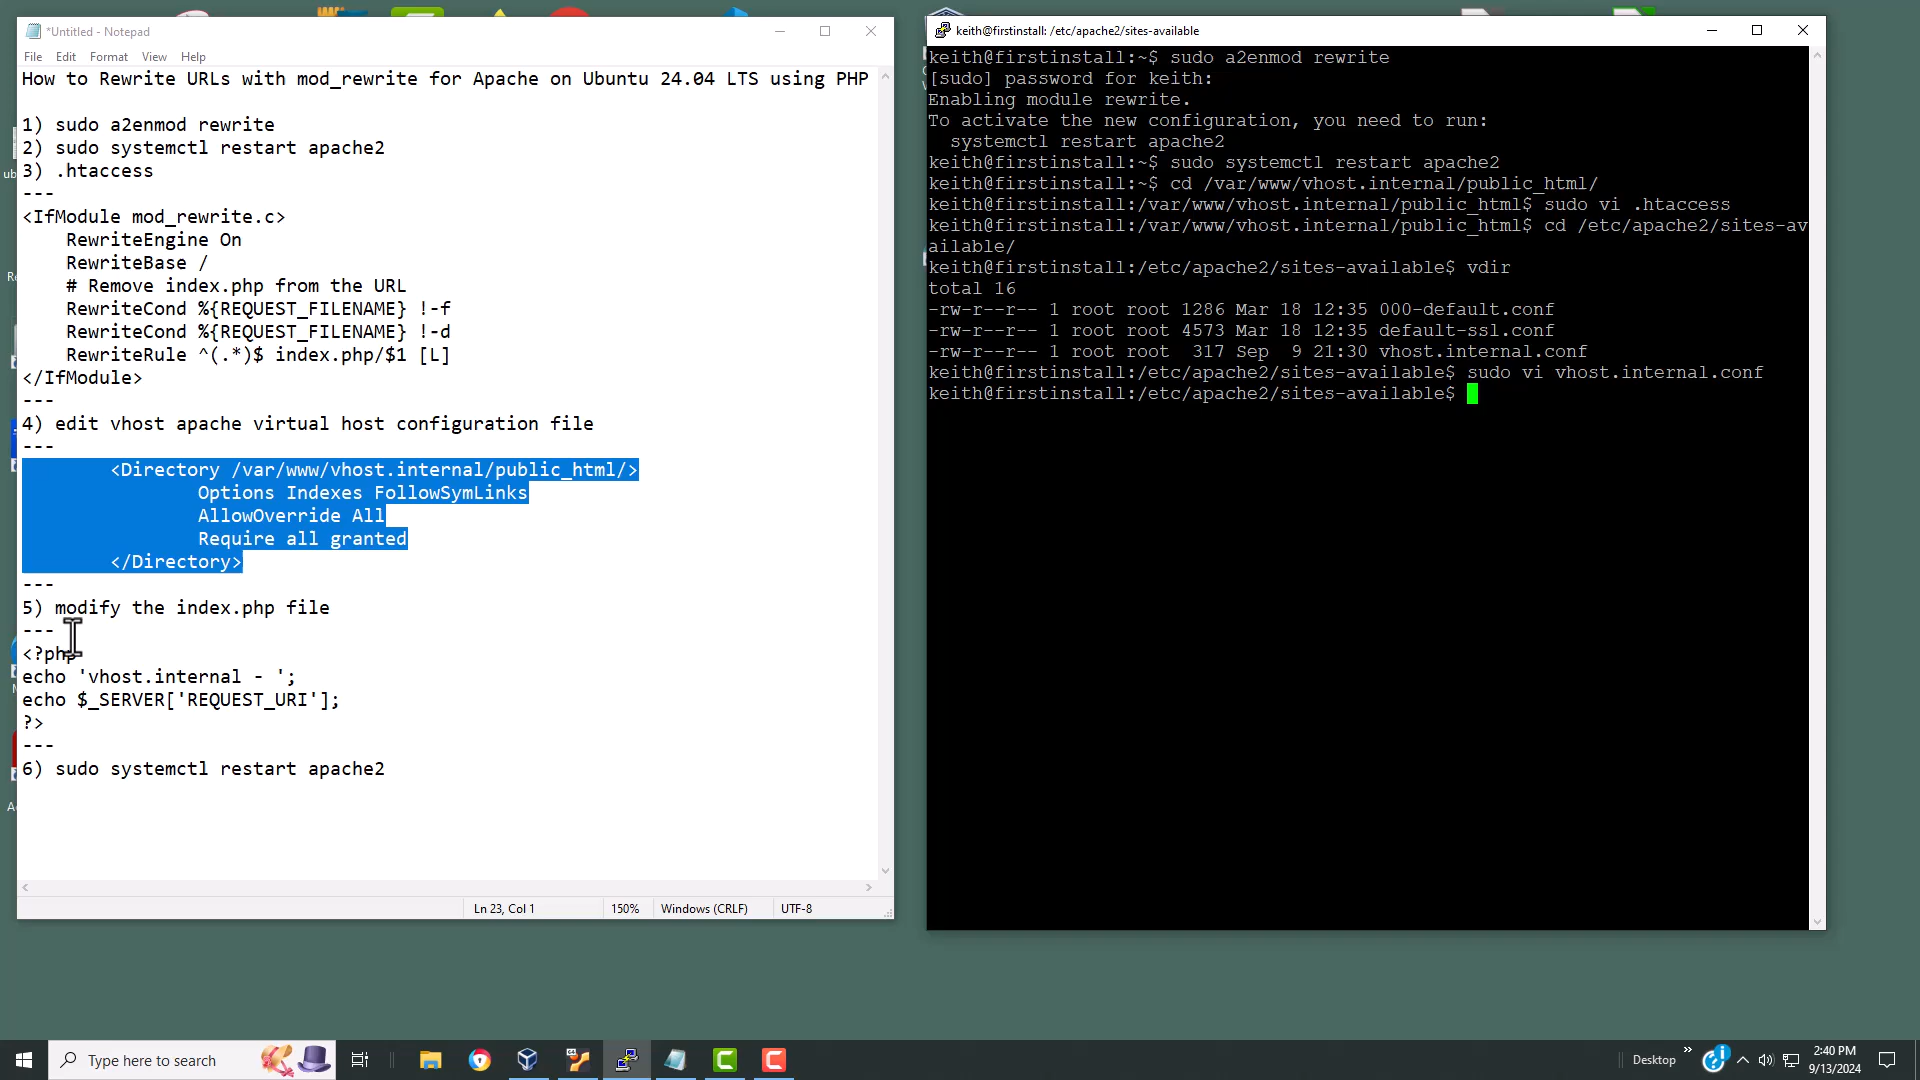 *Untitled - Notepad
File Edit Format View Help
How to Rewrite URLs with mod_rewrite for Apache on Ubuntu 24.04 LTS using PHP
1) sudo a2enmod rewrite
2) sudo systemctl restart apache2
3) .htaccess
---
<IfModule mod_rewrite.c>
RewriteEngine On
RewriteBase /
# Remove index.php from the URL
RewriteCond %{REQUEST_FILENAME} !-f
RewriteCond %{REQUEST_FILENAME} !-d
RewriteRule ^(.*)$ index.php/$1 [L]
</IfModule>
---
4) edit vhost apache virtual host configuration file
---
<Directory /var/www/vhost.internal/public_html/>
Options Indexes FollowSymLinks
AllowOverride All
Require all granted
</Directory>
---
5) modify the index.php file
---
<?php
echo 'vhost.internal - ';
echo $_SERVER['REQUEST_URI'];
?>
---
6) sudo systemctl restart apache2
Ln 23, Col 1 150% Windows (CRLF) UTF-8
keith@firstinstall: /etc/apache2/sites-available
keith@firstinstall:~$ sudo a2enmod rewrite
[sudo] password for keith:
Enabling module rewrite.
To activate the new configuration, you need to run:
systemctl restart apache2
keith@firstinstall:~$ sudo systemctl restart apache2
keith@firstinstall:~$ cd /var/www/vhost.internal/public_html/
keith@firstinstall:/var/www/vhost.internal/public_html$ sudo vi .htaccess
keith@firstinstall:/var/www/vhost.internal/public_html$ cd /etc/apache2/sites-av
ailable/
keith@firstinstall:/etc/apache2/sites-available$ vdir
total 16
-rw-r--r-- 1 root root 1286 Mar 18 12:35 000-default.conf
-rw-r--r-- 1 root root 4573 Mar 18 12:35 default-ssl.conf
-rw-r--r-- 1 root root 317 Sep 9 21:30 vhost.internal.conf
keith@firstinstall:/etc/apache2/sites-available$ sudo vi vhost.internal.conf
keith@firstinstall:/etc/apache2/sites-available$
Type here to search
Desktop
2:40 PM
9/13/2024